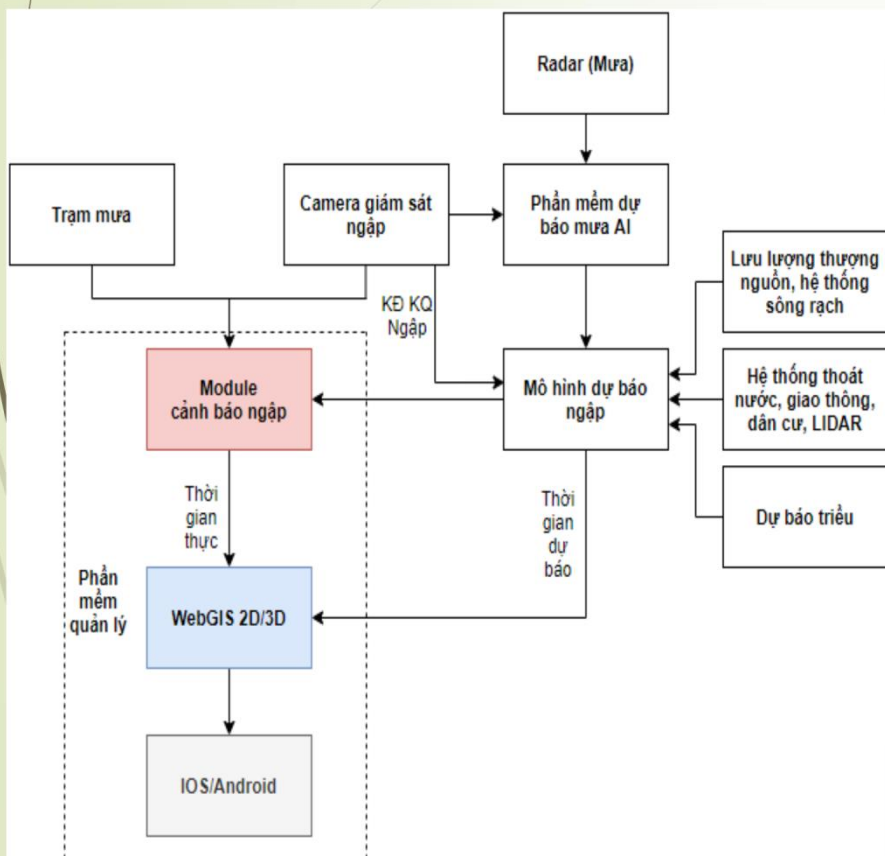 Radar (Mưa)
Trạm mưa
Camera giám sát
ngập
Phần mềm dự
báo mưa AI
Lưu lượng thượng
nguồn, hệ thống
sông rạch
KĐ KQ
Ngập
Module
cảnh báo ngập
Mô hình dự báo
ngập
Hệ thống thoát
nước, giao thông,
dân cư, LIDAR
Thời
gian
thực
Thời
gian
dự
báo
Dự báo triều
Phần
mềm
quản lý
WebGIS 2D/3D
IOS/Android